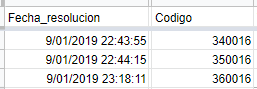 Fecha_resolucion Codigo
9/01/2019 22:43:55 340016
9/01/2019 22:44:15 350016
9/01/2019 23:18:11 360016